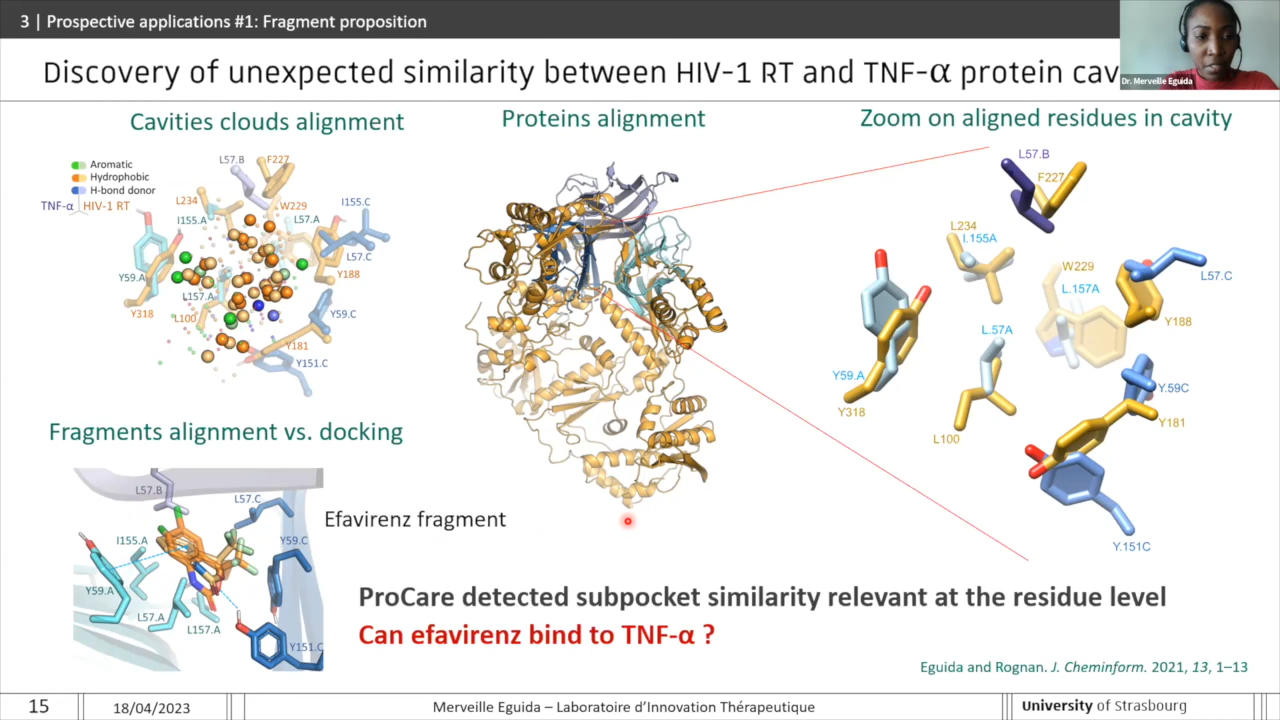 3 | Prospective applications #1: Fragment proposition
Discovery of unexpected similarity between HIV-1 RT and TNF-α protein cav
Dr. Merveille Eguida
Cavities clouds alignment
Proteins alignment
Zoom on aligned residues in cavity
Aromatic
Hydrophobic
H-bond donor
TNF-α HIV-1 RT
L57.B
F227
L234
I155.A
W229
L57.A
I155.C
L57.C
Y59.A
Y188
L157.A
Y318
L100
Y59.C
Y181
Y151.C
L57.B
F227
L234
I.155A
W229
L57.C
L.157A
Y188
L.57A
Y59.A
Y318
Y.59C
Y181
L100
Y.151C
Fragments alignment vs. docking
L57.B
L57.C
I155.A
Y59.C
Y59.A
L57.A
L157.A
Y151.C
Efavirenz fragment
ProCare detected subpocket similarity relevant at the residue level
Can efavirenz bind to TNF-α ?
Eguida and Rognan. J. Cheminform. 2021, 13, 1–13
15
18/04/2023
Merveille Eguida – Laboratoire d’Innovation Thérapeutique
University of Strasbourg